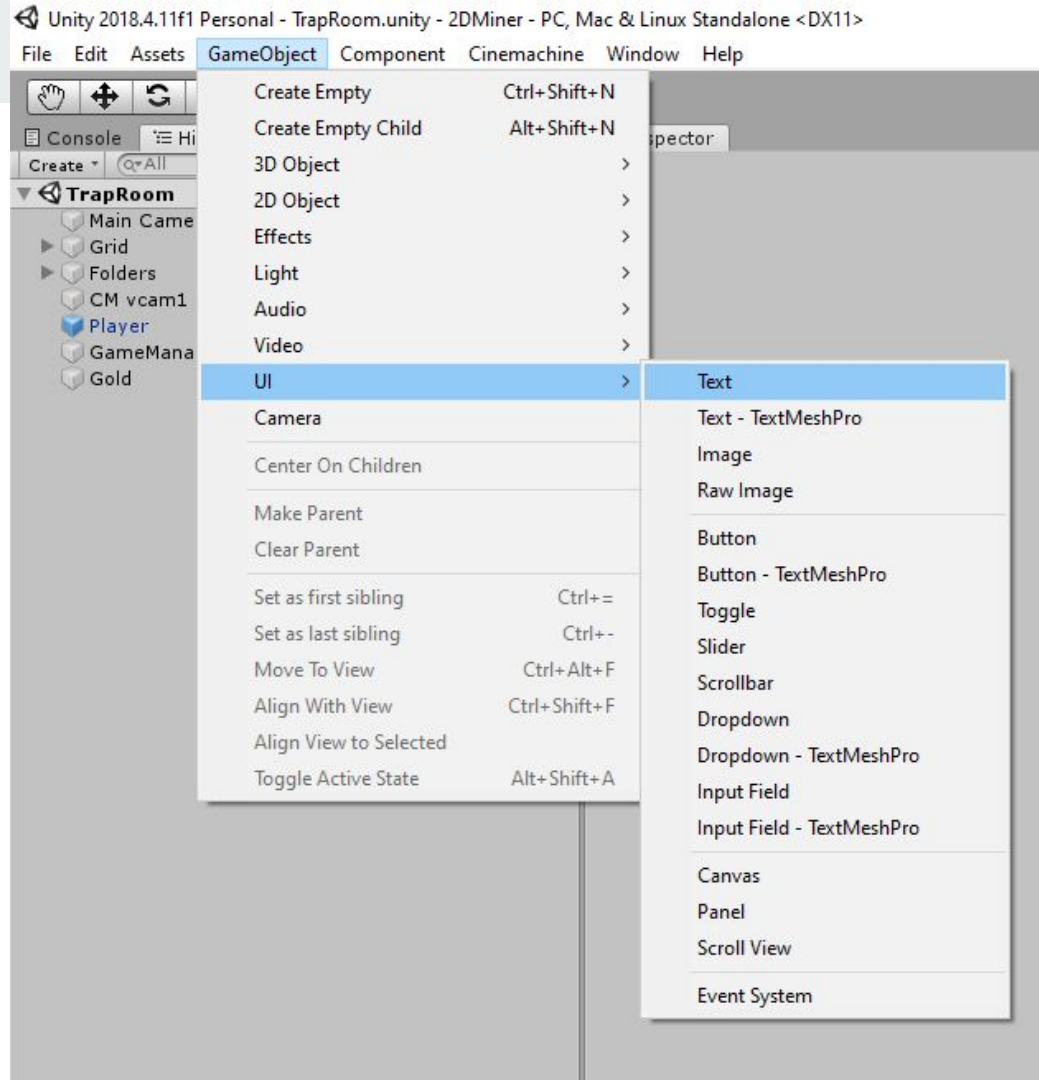 Unity 2018.4.11f1 Personal - TrapRoom.unity - 2DMiner - PC, Mac & Linux Standalone <DX11>
File Edit Assets GameObject Component Cinemachine Window Help
Console Hi spector
Create All
TrapRoom
Main Came
Grid
Folders
CM vcam1
Player
GameMana
Gold
Create Empty Ctrl+Shift+N
Create Empty Child Alt+Shift+N
3D Object >
2D Object >
Effects >
Light >
Audio >
Video >
UI >
Camera
Center On Children
Make Parent
Clear Parent
Set as first sibling Ctrl+=
Set as last sibling Ctrl+-
Move To View Ctrl+Alt+F
Align With View Ctrl+Shift+F
Align View to Selected
Toggle Active State Alt+Shift+A
Text
Text - TextMeshPro
Image
Raw Image
Button
Button - TextMeshPro
Toggle
Slider
Scrollbar
Dropdown
Dropdown - TextMeshPro
Input Field
Input Field - TextMeshPro
Canvas
Panel
Scroll View
Event System